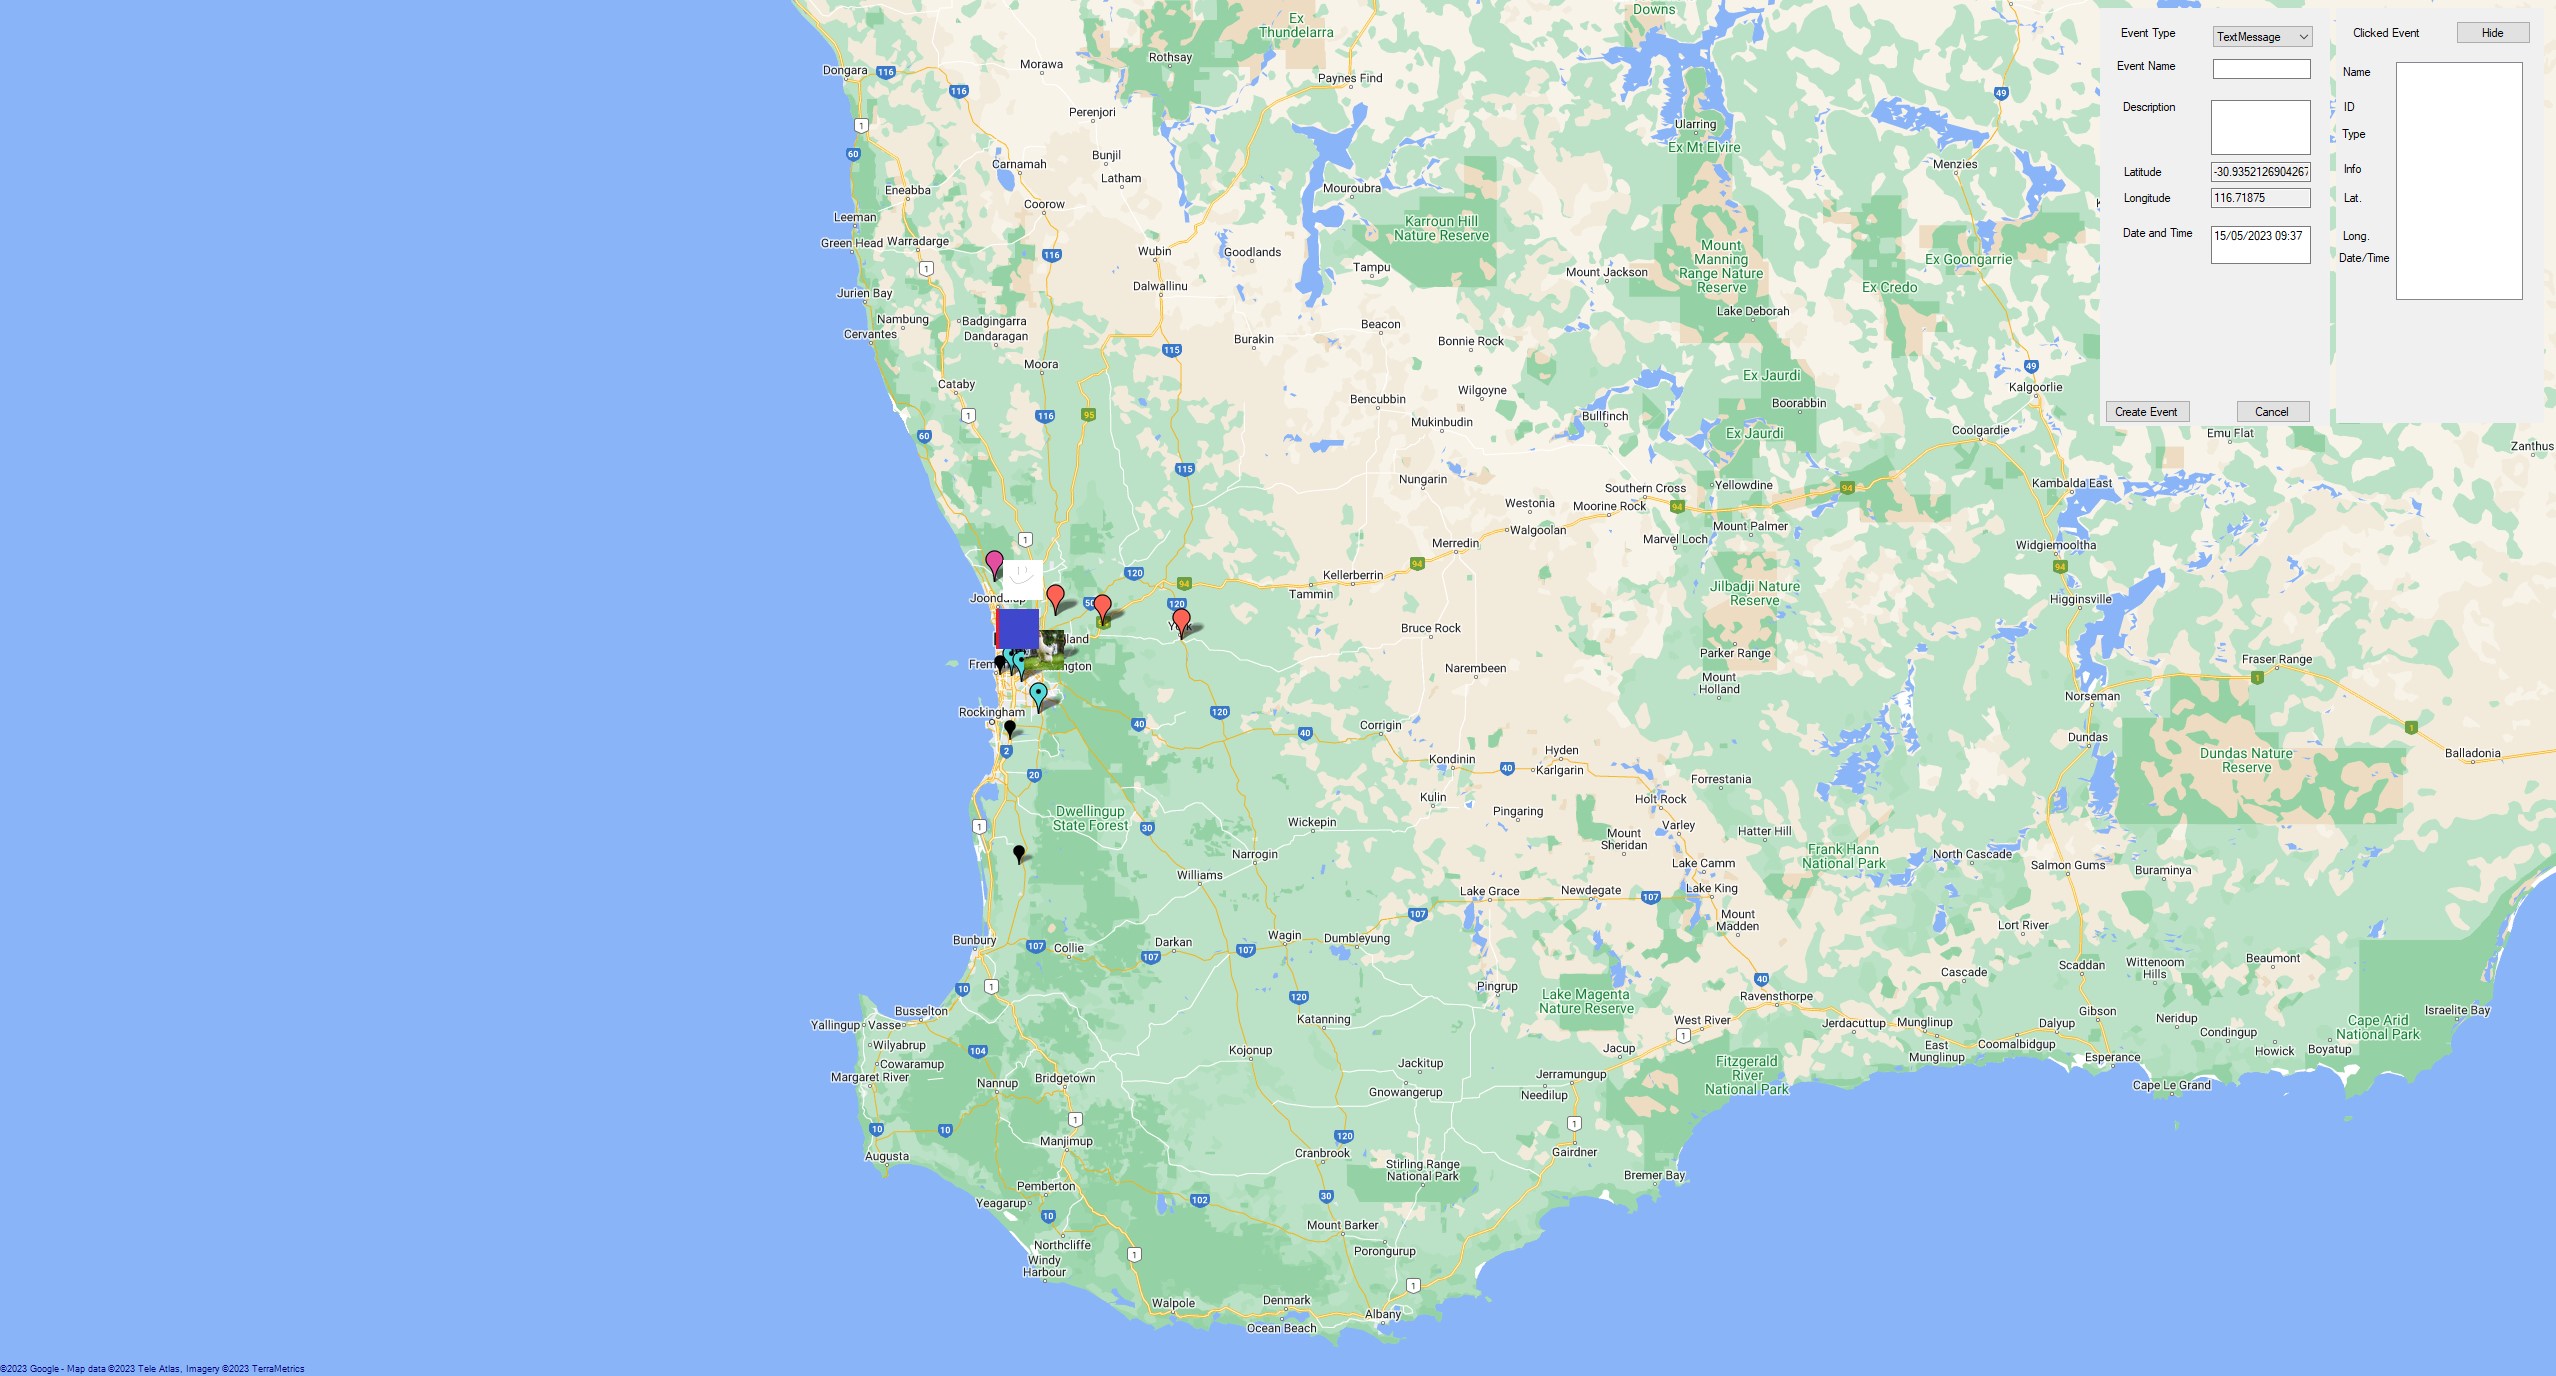 Downs
Ex
Thundelarra
Rothsay
Morawa
Dongara
116
Paynes Find
116
49
Perenjori
1
Ularring
Ex Mt Elvire
60
Bunjil
Carnamah
Menzies
Latham
Eneabba
Mouroubra
Coorow
Leeman
Karroun Hill
Nature Reserve
Green Head
Warradarge
116
Wubin
Goodlands
Mount
Manning
Range Nature
Reserve
Ex Goongarrie
1
Tampu
Mount Jackson
Dalwallinu
Ex Credo
Jurien Bay
Nambung
Badgingarra
Lake Deborah
Cervantes
Dandaragan
Beacon
Burakin
Bonnie Rock
115
Moora
49
Cataby
Ex Jaurdi
Kalgoorlie
Wilgoyne
Bencubbin
Boorabbin
1
116
95
Bullfinch
Mukinbudin
60
Ex Jaurdi
Coolgardie
Emu Flat
Zanthus
115
Nungarin
Southern Cross
Yellowdine
94
Kambalda East
Westonia
Moorine Rock
94
Walgoolan
Mount Palmer
1
Merredin
Marvel Loch
Widgiemooltha
94
94
120
Kellerberrin
94
Tammin
Jilbadji Nature
Reserve
Higginsville
120
Bruce Rock
Parker Range
Fraser Range
Narembeen
1
Mount
Holland
Norseman
Rockingham
120
40
40
Corrigin
1
Dundas
2
Hyden
Balladonia
Dundas Nature
Reserve
Kondinin
40
Karlgarin
20
Forrestania
Kulin
Holt Rock
Dwellingup
State Forest
Pingaring
1
30
Wickepin
Varley
Hatter Hill
Mount
Sheridan
Narrogin
Frank Hann
National Park
North Cascade
Lake Camm
Salmon Gums
Williams
Buraminya
Lake Grace
Newdegate
Lake King
107
107
Mount
Madden
Lort River
Bunbury
107
Collie
Darkan
Wagin
Dumbleyung
107
107
Scaddan
Wittenoom
Hills
Beaumont
Cascade
40
10
1
Pingrup
Lake Magenta
Nature Reserve
120
Ravensthorpe
Busselton
Gibson
Israelite Bay
Yallingup
Vasse
Katanning
West River
Jerdacuttup
Munglinup
Dalyup
Neridup
Cape Arid
National Park
1
Condingup
Wilyabrup
104
Kojonup
Jacup
East
Munglinup
Coomalbidgup
Howick
Boyatup
Cowaramup
Jackitup
Fitzgerald
River
National Park
Esperance
Margaret River
Nannup
Bridgetown
Jerramungup
Cape Le Grand
Gnowangerup
Needilup
1
1
10
10
120
Manjimup
Augusta
Cranbrook
Gairdner
Stirling Range
National Park
Bremer Bay
Pemberton
Yeagarup
102
30
10
Mount Barker
Northcliffe
1
Porongurup
Windy
Harbour
1
Walpole
Denmark
Albany
Ocean Beach
Event Type
TextMessage
Event Name
Description
Latitude
-30.9352126904267
Longitude
116.71875
Date and Time
15/05/2023 09:37
Create Event
Cancel
Clicked Event
Hide
Name
ID
Type
Info
Lat.
Long.
Date/Time
©2023 Google - Map data ©2023 Tele Atlas, Imagery ©2023 TerraMetrics